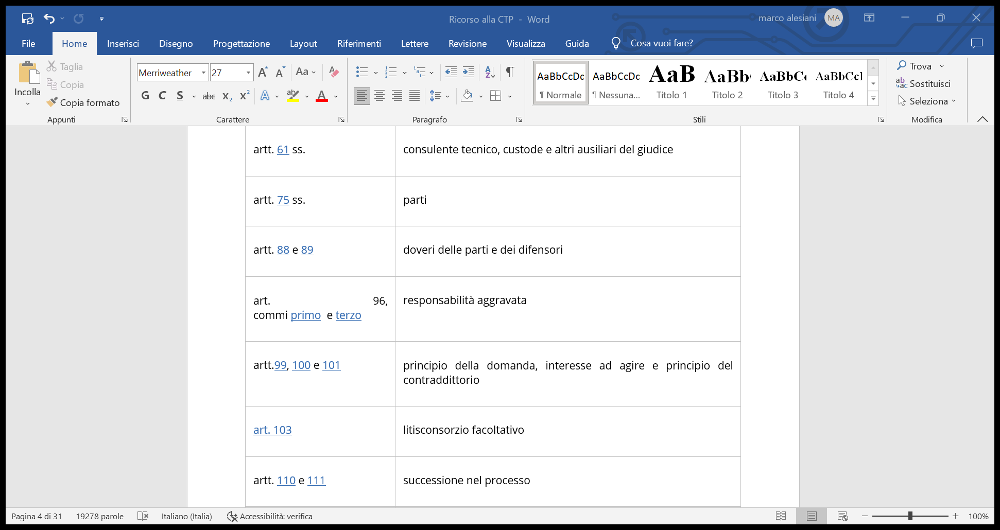 Ricorso alla CTP - Word
marco alesiani MA
File Home Inserisci Disegno Progettazione Layout Riferimenti Lettere Revisione Visualizza Guida Cosa vuoi fare?
Incolla
Taglia
Copia
Copia formato
Appunti
Merriweather 27
Aa
G C S abc x₂ x² A ab A
Carattere
Paragrafo
AaBbCcDc AaBbCcDc AaB AaBb AaBbCc AaBbCcI
¶ Normale ¶ Nessuna... Titolo 1 Titolo 2 Titolo 3 Titolo 4
Stili
Trova
Sostituisci
Seleziona
Modifica
artt. 61 ss. consulente tecnico, custode e altri ausiliari del giudice
artt. 75 ss. parti
artt. 88 e 89 doveri delle parti e dei difensori
art. 96, responsabilità aggravata
commi primo e terzo
artt.99, 100 e 101 principio della domanda, interesse ad agire e principio del
contraddittorio
art. 103 litisconsorzio facoltativo
artt. 110 e 111 successione nel processo
Pagina 4 di 31 19278 parole Italiano (Italia) Accessibilità: verifica 100%